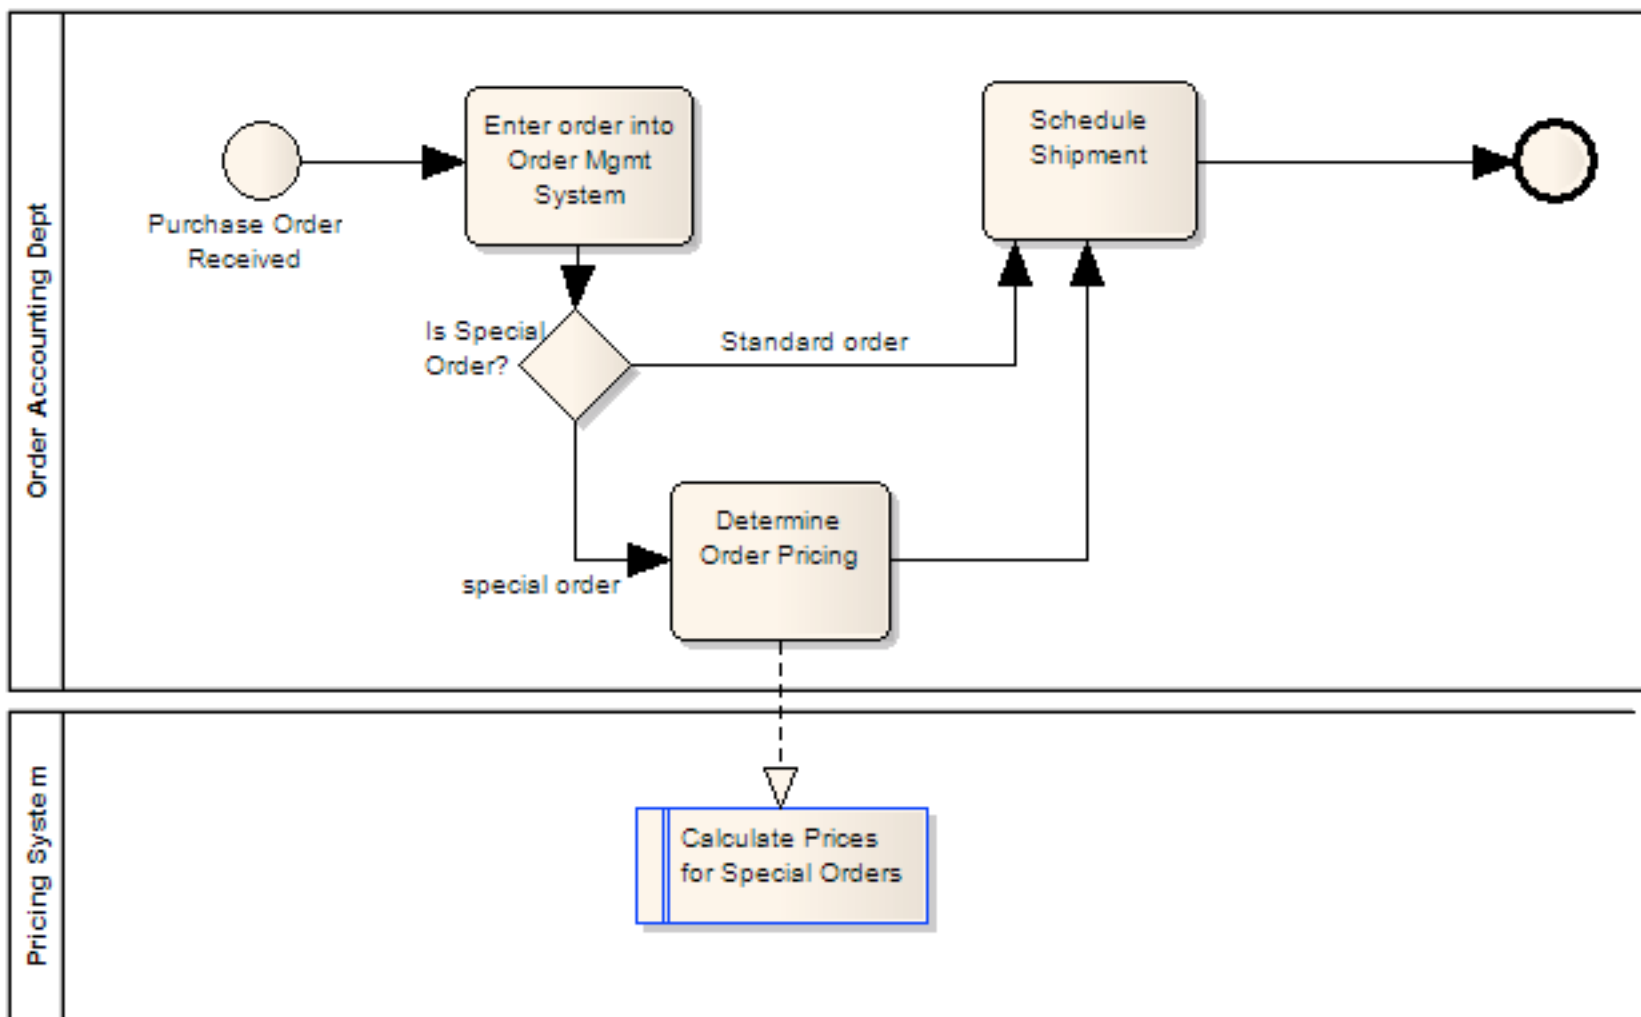 Order Accounting Dept
Purchase Order
Received
Enter order into
Order Mgmt
System
Schedule
Shipment
Is Special
Order?
Standard order
special order
Determine
Order Pricing
Pricing System
Calculate Prices
for Special Orders